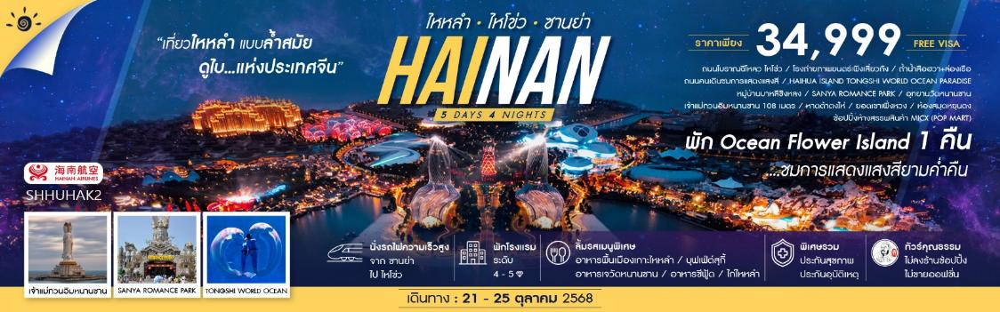 "เที่ยวไหหลำ แบบล้ำสมัย
ดูไบ...แห่งประเทศจีน"
ไหหลำ • ไหโข่ว • ซานย่า
HAINAN
5 DAYS 4 NIGHTS
ราคาเพียง 34,999 FREE VISA
ถนนโบราณฉีโหลว ไหโข่ว / โรงถ่ายภาพยนตร์เฝิงเสี่ยวกัง / ถ้ำน้ำสือฮวา+ล่องเรือ
ถนนคนเดินชมการแสดงแสงสี / HAIHUA ISLAND TONGSHI WORLD OCEAN PARADISE
หมู่บ้านบาหลีซิงหลง / SANYA ROMANCE PARK / อุทยานวัดหนานซาน
เจ้าแม่กวนอิมหนานซาน 108 เมตร / หาดต้าตงไห่ / ยอดเขาเฟิ่งหวง / ห้องสมุดหยุนตง
ช้อปปิ้งห้างสรรพสินค้า MICX (POP MART)
พัก Ocean Flower Island 1 คืน
....ชมการแสดงแสงสียามค่ำคืน
海南航空
HAINAN AIRLINES
SHHUHAK2
เจ้าแม่กวนอิมหนานซาน
SANYA ROMANCE PARK
TONGSHI WORLD OCEAN
นั่งรถไฟความเร็วสูง
จาก ซานย่า
ไป ไหโข่ว
พักโรงแรม
ระดับ
4 - 5
ลิ้มรสเมนูพิเศษ
อาหารพื้นเมืองเกาะไหหลำ / บุฟเฟ่ต์สุกี้
อาหารเจวัดหนานซาน / อาหารซีฟู้ด / ไก่ไหหลำ
พิเศษรวม
ประกันสุขภาพ
ประกันอุบัติเหตุ
ทัวร์คุณธรรม
ไม่ลงร้านช้อปปิ้ง
ไม่ขายออฟชั่น
เดินทาง : 21 - 25 ตุลาคม 2568